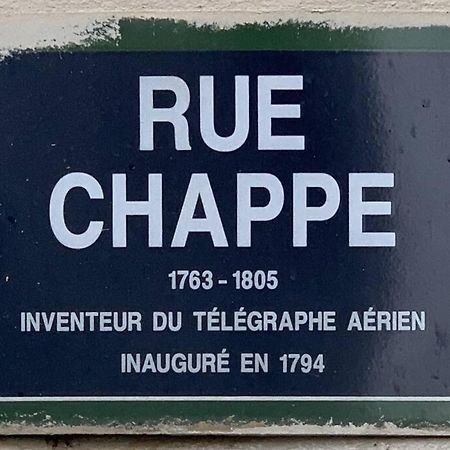 RUE
CHAPPE
1763-1805
INVENTEUR DU TÉLÉGRAPHE AÉRIEN
INAUGURÉ EN 1794